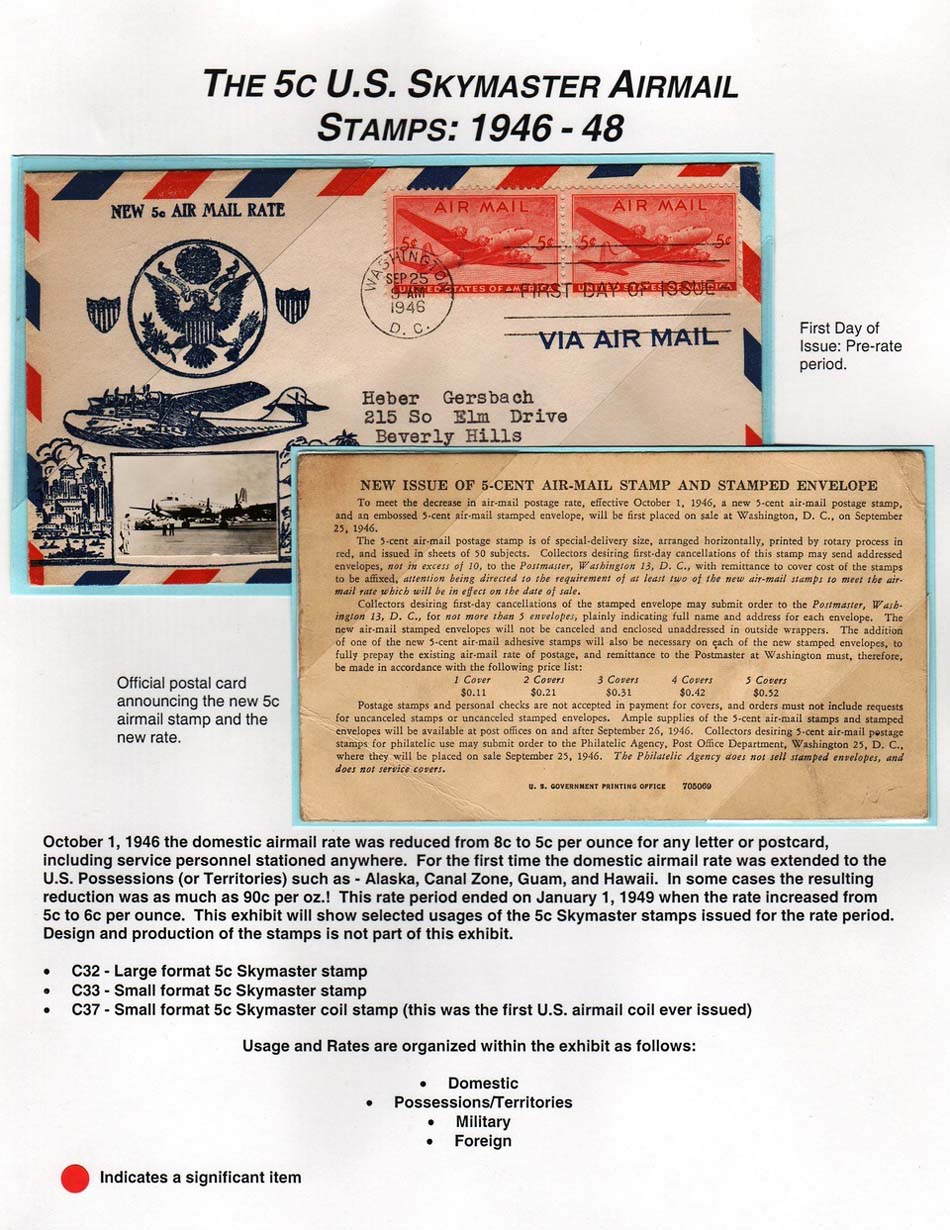 THE 5C U.S. SKYMASTER AIRMAIL
STAMPS: 1946 - 48
NEW 5c AIR MAIL RATE
AIR MAIL
5¢ 5¢
UNITED STATES OF AMERICA
AIR MAIL
5¢ 5¢
UNITED STATES OF AMERICA
WASHINGTON
SEP 25
9 AM
1946
D. C.
FIRST DAY OF ISSUE
VIA AIR MAIL
Heber Gersbach
215 So Elm Drive
Beverly Hills
First Day of
Issue: Pre-rate
period.
NEW ISSUE OF 5-CENT AIR-MAIL STAMP AND STAMPED ENVELOPE
To meet the decrease in air-mail postage rate, effective October 1, 1946, a new 5-cent air-mail postage stamp,
and an embossed 5-cent air-mail stamped envelope, will be first placed on sale at Washington, D. C., on September
25, 1946.
The 5-cent air-mail postage stamp is of special-delivery size, arranged horizontally, printed by rotary process in
red, and issued in sheets of 50 subjects. Collectors desiring first-day cancellations of this stamp may send addressed
envelopes, not in excess of 10, to the Postmaster, Washington 13, D. C., with remittance to cover cost of the stamps
to be affixed, attention being directed to the requirement of at least two of the new air-mail stamps to meet the air-
mail rate which will be in effect on the date of sale.
Collectors desiring first-day cancellations of the stamped envelope may submit order to the Postmaster, Wash-
ington 13, D. C., for not more than 5 envelopes, plainly indicating full name and address for each envelope. The
new air-mail stamped envelopes will not be canceled and enclosed unaddressed in outside wrappers. The addition
of one of the new 5-cent air-mail adhesive stamps will also be necessary on each of the new stamped envelopes, to
fully prepay the existing air-mail rate of postage, and remittance to the Postmaster at Washington must, therefore,
be made in accordance with the following price list:
1 Cover 2 Covers 3 Covers 4 Covers 5 Covers
$0.11 $0.21 $0.31 $0.42 $0.52
Postage stamps and personal checks are not accepted in payment for covers, and orders must not include requests
for uncanceled stamps or uncanceled stamped envelopes. Ample supplies of the 5-cent air-mail stamps and stamped
envelopes will be available at post offices on and after September 26, 1946. Collectors desiring 5-cent air-mail postage
stamps for philatelic use may submit order to the Philatelic Agency, Post Office Department, Washington 25, D. C.,
where they will be placed on sale September 25, 1946. The Philatelic Agency does not sell stamped envelopes, and
does not service covers.
U. S. GOVERNMENT PRINTING OFFICE 705069
Official postal card
announcing the new 5c
airmail stamp and the
new rate.
October 1, 1946 the domestic airmail rate was reduced from 8c to 5c per ounce for any letter or postcard,
including service personnel stationed anywhere. For the first time the domestic airmail rate was extended to the
U.S. Possessions (or Territories) such as - Alaska, Canal Zone, Guam, and Hawaii. In some cases the resulting
reduction was as much as 90c per oz.! This rate period ended on January 1, 1949 when the rate increased from
5c to 6c per ounce. This exhibit will show selected usages of the 5c Skymaster stamps issued for the rate period.
Design and production of the stamps is not part of this exhibit.
• C32 - Large format 5c Skymaster stamp
• C33 - Small format 5c Skymaster stamp
• C37 - Small format 5c Skymaster coil stamp (this was the first U.S. airmail coil ever issued)
Usage and Rates are organized within the exhibit as follows:
• Domestic
• Possessions/Territories
• Military
• Foreign
Indicates a significant item